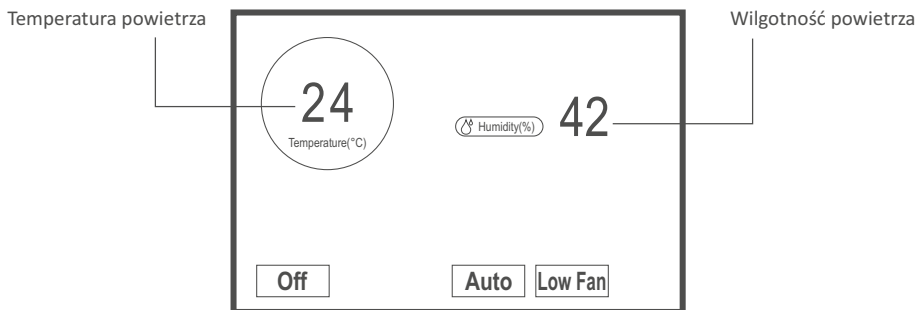 Temperatura powietrza
Wilgotność powietrza
24
Temperature(°C)
Humidity(%)
42
Off
Auto
Low Fan